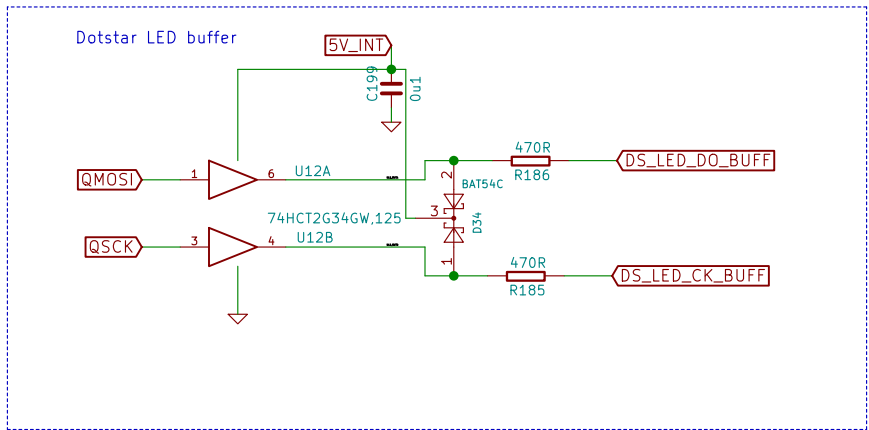 Dotstar LED buffer
5V_INT
C199
0u1
QMOSI
1
6
U12A
470R
R186
DS_LED_DO_BUFF
2
BAT54C
3
D34
74HCT2G34GW,125
QSCK
3
4
U12B
1
470R
R185
DS_LED_CK_BUFF